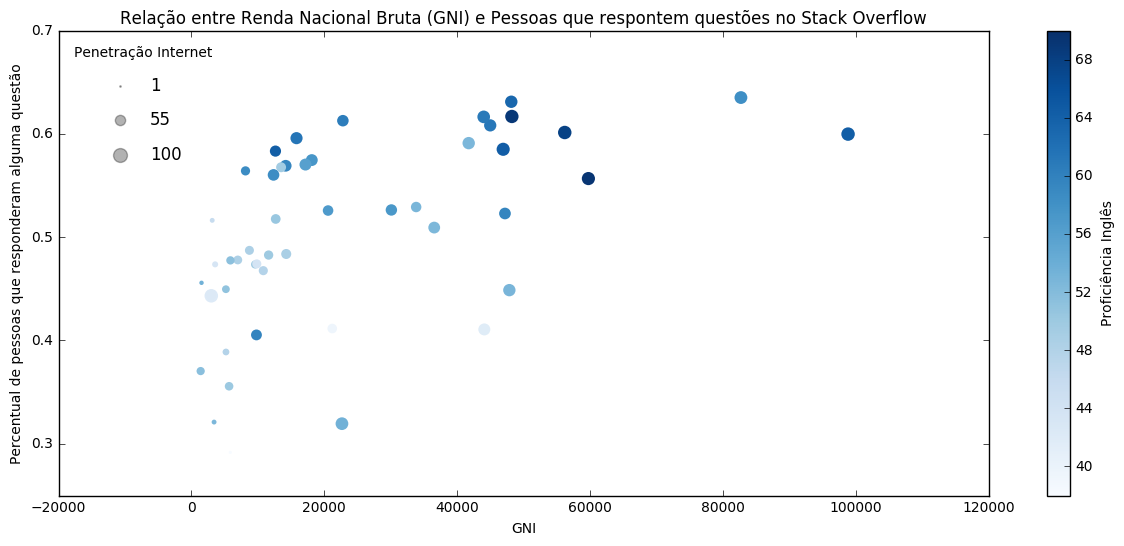 Relação entre Renda Nacional Bruta (GNI) e Pessoas que respontem questões no Stack Overflow
Percentual de pessoas que responderam alguma questão
0.7
0.6
0.5
0.4
0.3
Penetração Internet
1
55
100
−20000 0 20000 40000 60000 80000 100000 120000
GNI
68
64
60
56
52
48
44
40
Proficiência Inglês